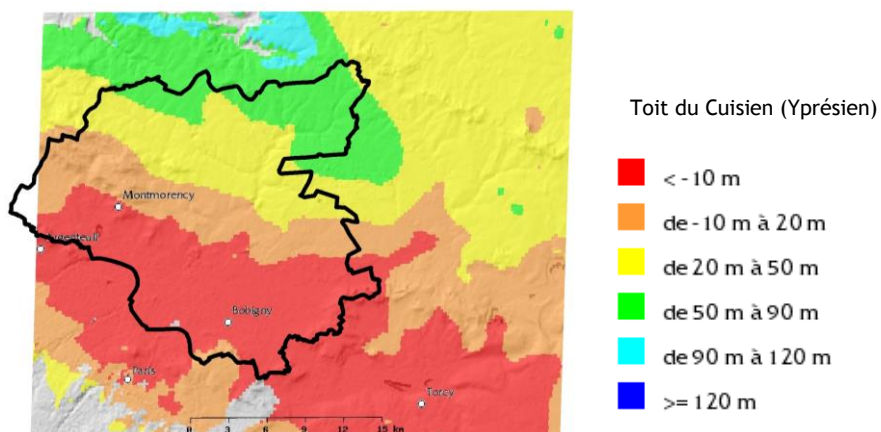 Toit du Cuisien (Yprésien)
< -10 m
de -10 m à 20 m
de 20 m à 50 m
de 50 m à 90 m
de 90 m à 120 m
>= 120 m
Montmorency
Argenteuil
Bobigny
Paris
Torcy
0 3 6 9 12 15 km